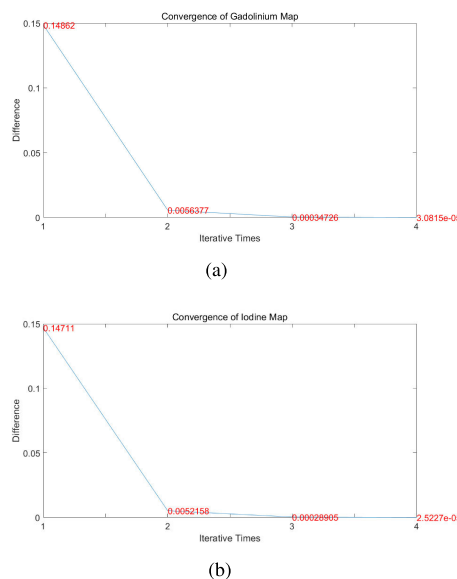 Convergence of Gadolinium Map
0.15
0.14862
0.1
Difference
0.05
0.0056377
0
0.00034726
1
2
3
4
Iterative Times
(a)
Convergence of Iodine Map
0.15
0.14711
0.1
Difference
0.05
0.0052158
0
0.00028905
1
2
3
4
Iterative Times
(b)